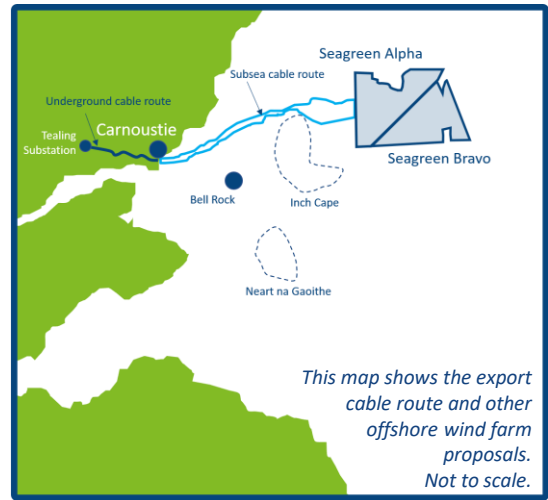 Seagreen Alpha
Subsea cable route
Underground cable route
Carnoustie
Tealing
Substation
Seagreen Bravo
Bell Rock
Inch Cape
Neart na Gaoithe
This map shows the export
cable route and other
offshore wind farm
proposals.
Not to scale.